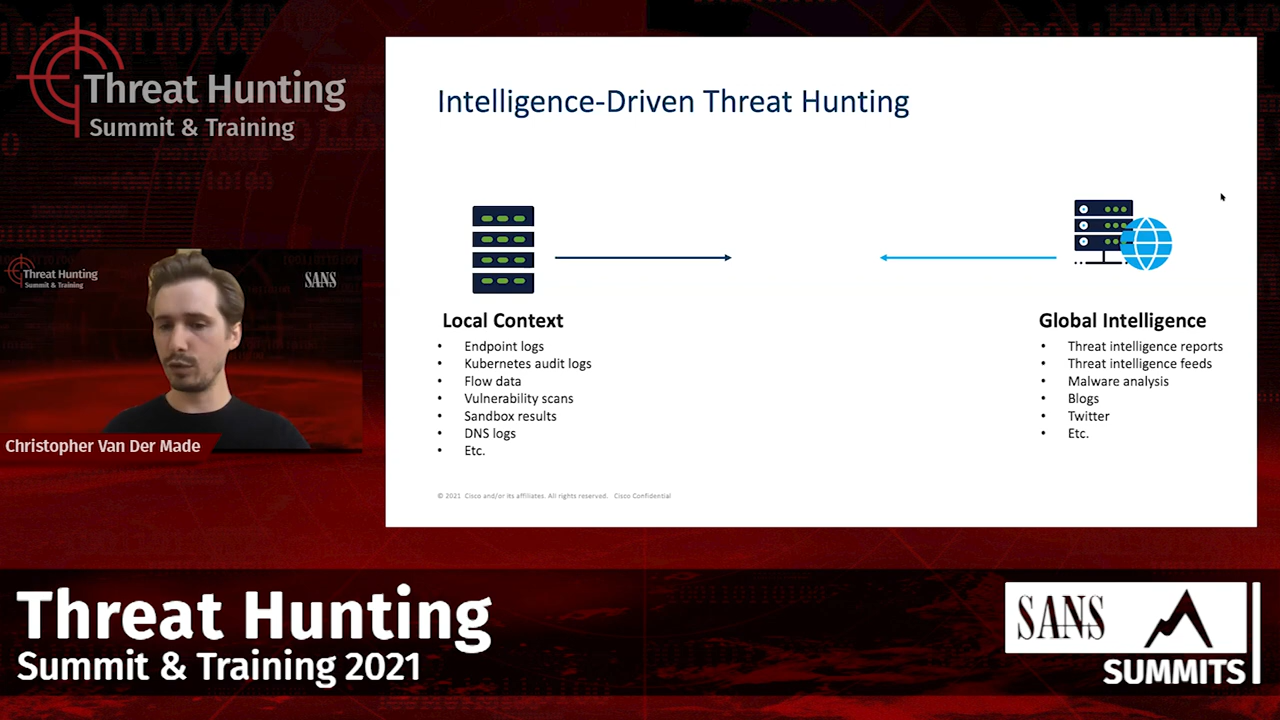 Threat Hunting
Summit & Training
Threat Hunting
Summit & Training
SANS
Christopher Van Der Made
Intelligence-Driven Threat Hunting
Local Context
• Endpoint logs
• Kubernetes audit logs
• Flow data
• Vulnerability scans
• Sandbox results
• DNS logs
• Etc.
Global Intelligence
• Threat intelligence reports
• Threat intelligence feeds
• Malware analysis
• Blogs
• Twitter
• Etc.
© 2021 Cisco and/or its affiliates. All rights reserved. Cisco Confidential
Threat Hunting
Summit & Training 2021
SANS
SUMMITS